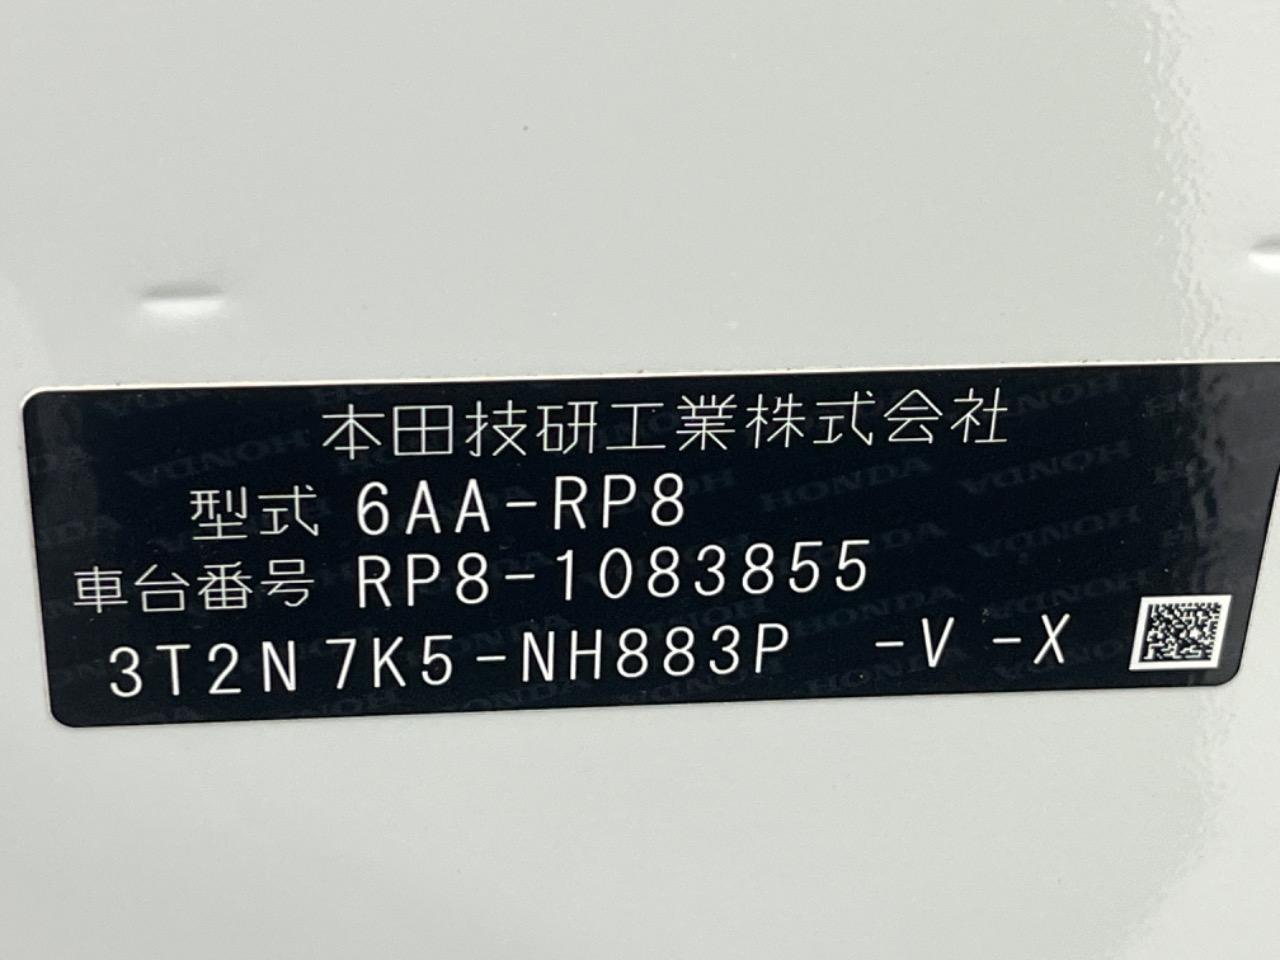 本田技研工業株式会社
型式 6AA-RP8
車台番号 RP8-1083855
3T2N7K5-NH883P -V -X